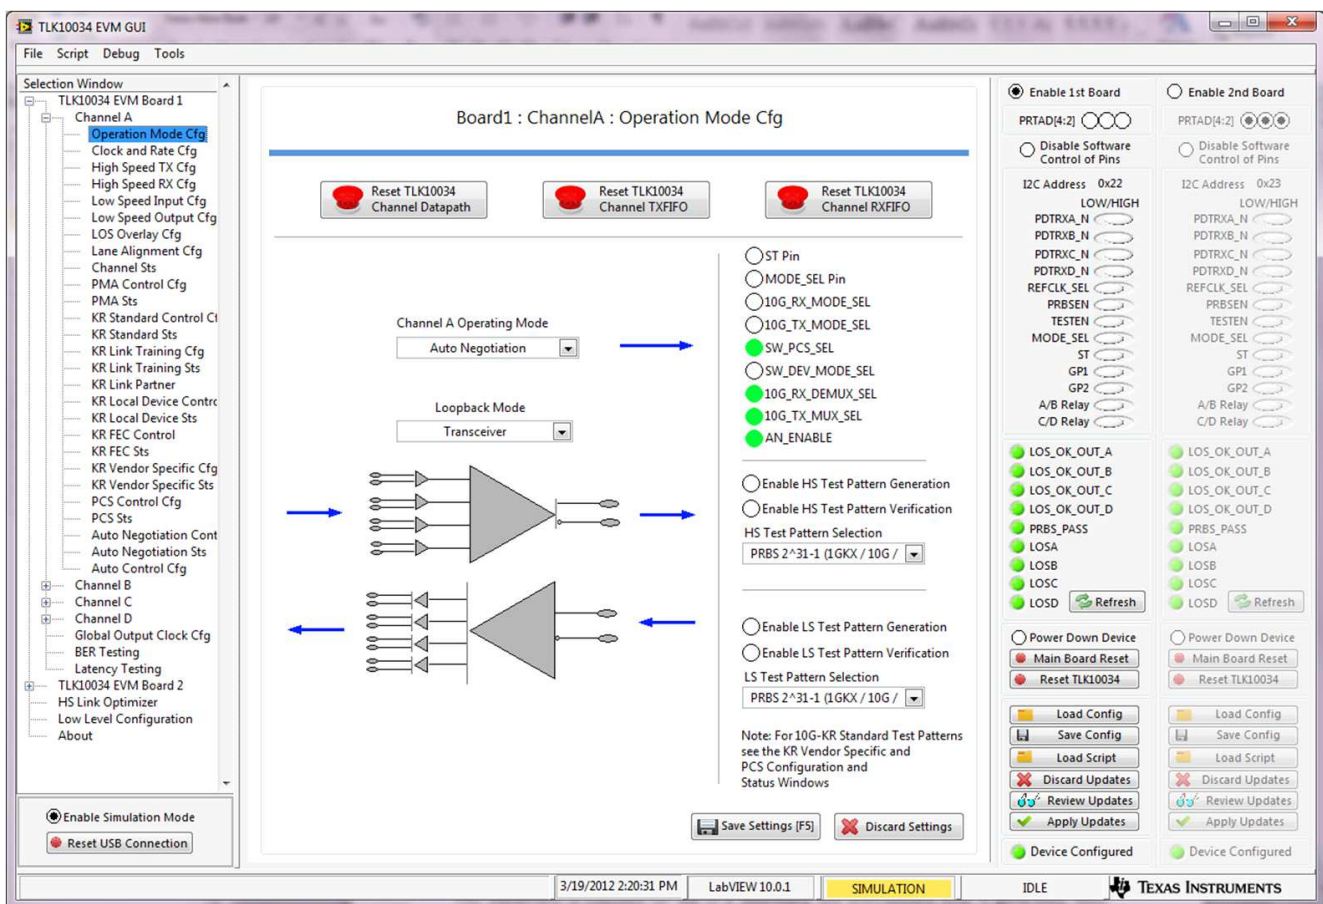 TLK10034 EVM GUI
File Script Debug Tools
Selection Window
TLK10034 EVM Board 1
Channel A
Operation Mode Cfg
Clock and Rate Cfg
High Speed TX Cfg
High Speed RX Cfg
Low Speed Input Cfg
Low Speed Output Cfg
LOS Overlay Cfg
Lane Alignment Cfg
Channel Sts
PMA Control Cfg
PMA Sts
KR Standard Control Ct
KR Standard Sts
KR Link Training Cfg
KR Link Training Sts
KR Link Partner
KR Local Device Contrc
KR Local Device Sts
KR FEC Control
KR FEC Sts
KR Vendor Specific Cfg
KR Vendor Specific Sts
PCS Control Cfg
PCS Sts
Auto Negotiation Cont
Auto Negotiation Sts
Auto Control Cfg
Channel B
Channel C
Channel D
Global Output Clock Cfg
BER Testing
Latency Testing
TLK10034 EVM Board 2
HS Link Optimizer
Low Level Configuration
About
Enable Simulation Mode
Reset USB Connection
Board1 : ChannelA : Operation Mode Cfg
Reset TLK10034
Channel Datapath
Reset TLK10034
Channel TXFIFO
Reset TLK10034
Channel RXFIFO
Channel A Operating Mode
Auto Negotiation
Loopback Mode
Transceiver
ST Pin
MODE_SEL Pin
10G_RX_MODE_SEL
10G_TX_MODE_SEL
SW_PCS_SEL
SW_DEV_MODE_SEL
10G_RX_DEMUX_SEL
10G_TX_MUX_SEL
AN_ENABLE
Enable HS Test Pattern Generation
Enable HS Test Pattern Verification
HS Test Pattern Selection
PRBS 2^31-1 (1GKX / 10G /
Enable LS Test Pattern Generation
Enable LS Test Pattern Verification
LS Test Pattern Selection
PRBS 2^31-1 (1GKX / 10G /
Note: For 10G-KR Standard Test Patterns
see the KR Vendor Specific and
PCS Configuration and
Status Windows
Save Settings [F5]
Discard Settings
Enable 1st Board
PRTAD[4:2]
Disable Software
Control of Pins
I2C Address 0x22
LOW/HIGH
PDTRXA_N
PDTRXB_N
PDTRXC_N
PDTRXD_N
REFCLK_SEL
PRBSEN
TESTEN
MODE_SEL
ST
GP1
GP2
A/B Relay
C/D Relay
LOS_OK_OUT_A
LOS_OK_OUT_B
LOS_OK_OUT_C
LOS_OK_OUT_D
PRBS_PASS
LOSA
LOSB
LOSC
LOSD Refresh
Power Down Device
Main Board Reset
Reset TLK10034
Load Config
Save Config
Load Script
Discard Updates
Review Updates
Apply Updates
Device Configured
Enable 2nd Board
PRTAD[4:2]
Disable Software
Control of Pins
I2C Address 0x23
LOW/HIGH
PDTRXA_N
PDTRXB_N
PDTRXC_N
PDTRXD_N
REFCLK_SEL
PRBSEN
TESTEN
MODE_SEL
ST
GP1
GP2
A/B Relay
C/D Relay
LOS_OK_OUT_A
LOS_OK_OUT_B
LOS_OK_OUT_C
LOS_OK_OUT_D
PRBS_PASS
LOSA
LOSB
LOSC
LOSD Refresh
Power Down Device
Main Board Reset
Reset TLK10034
Load Config
Save Config
Load Script
Discard Updates
Review Updates
Apply Updates
Device Configured
3/19/2012 2:20:31 PM LabVIEW 10.0.1 SIMULATION IDLE TEXAS INSTRUMENTS